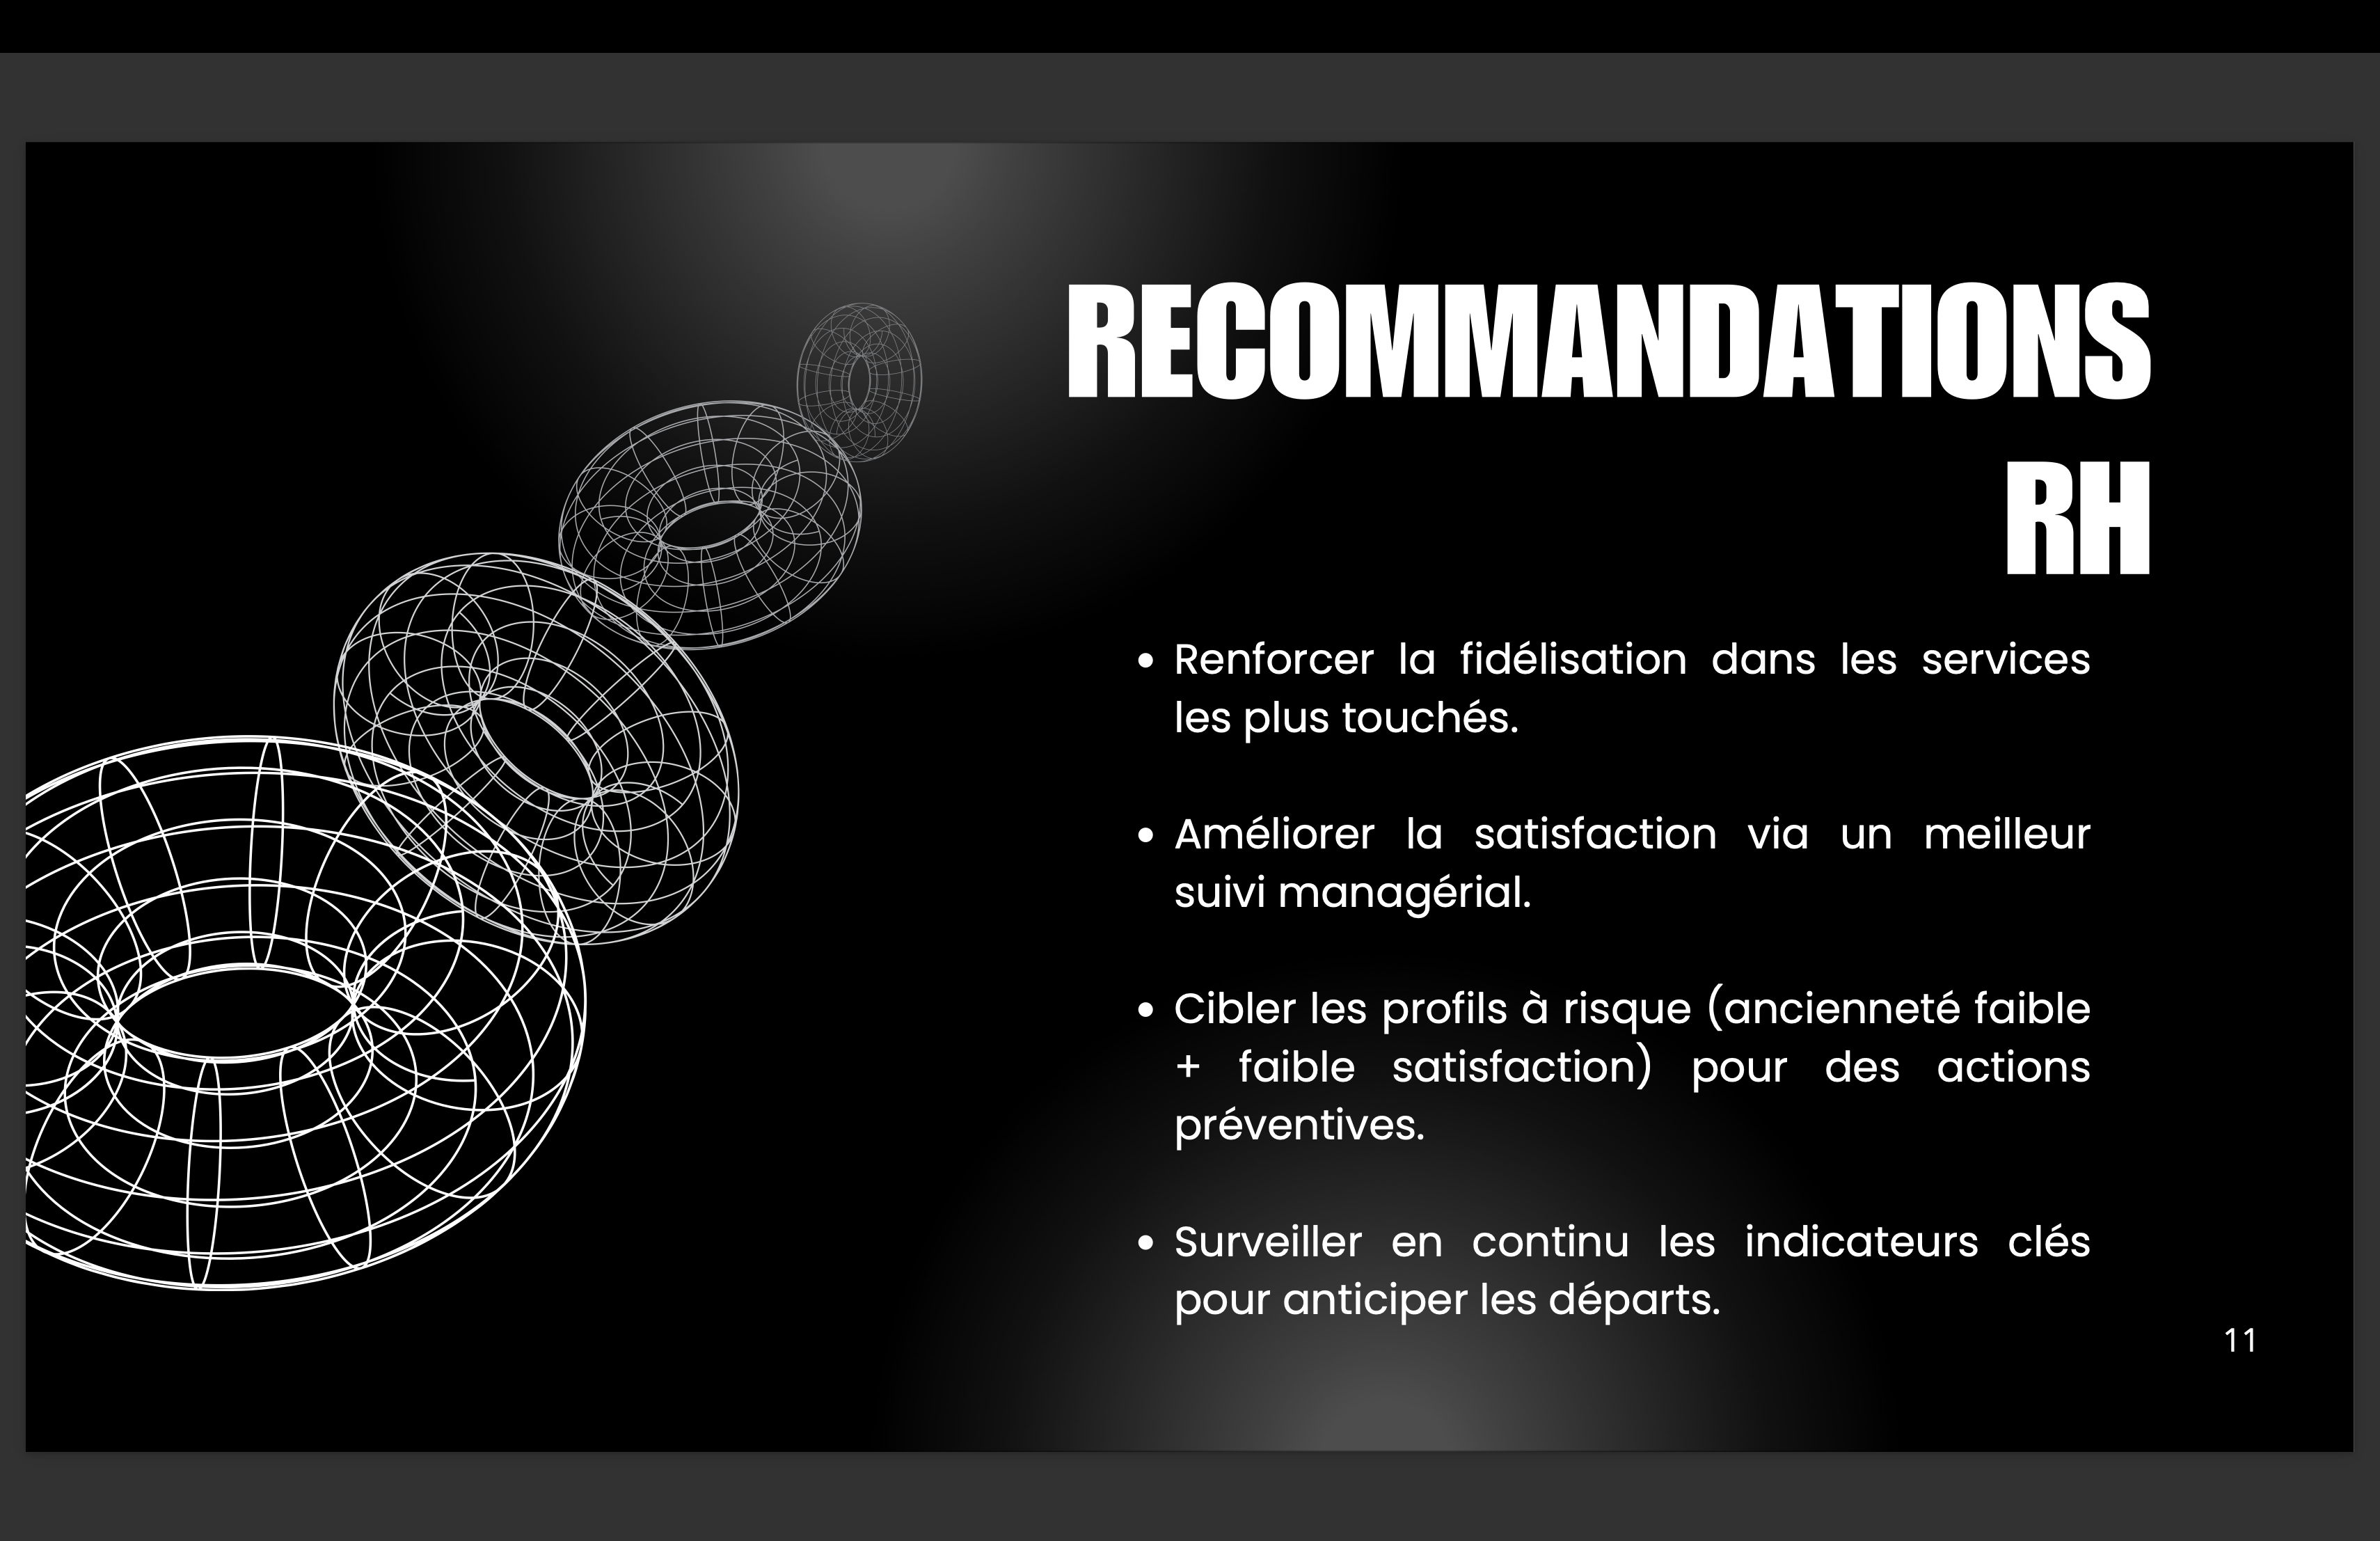 RECOMMANDATIONS
RH
• Renforcer la fidélisation dans les services
les plus touchés.
• Améliorer la satisfaction via un meilleur
suivi managérial.
• Cibler les profils à risque (ancienneté faible
+ faible satisfaction) pour des actions
préventives.
• Surveiller en continu les indicateurs clés
pour anticiper les départs.
11